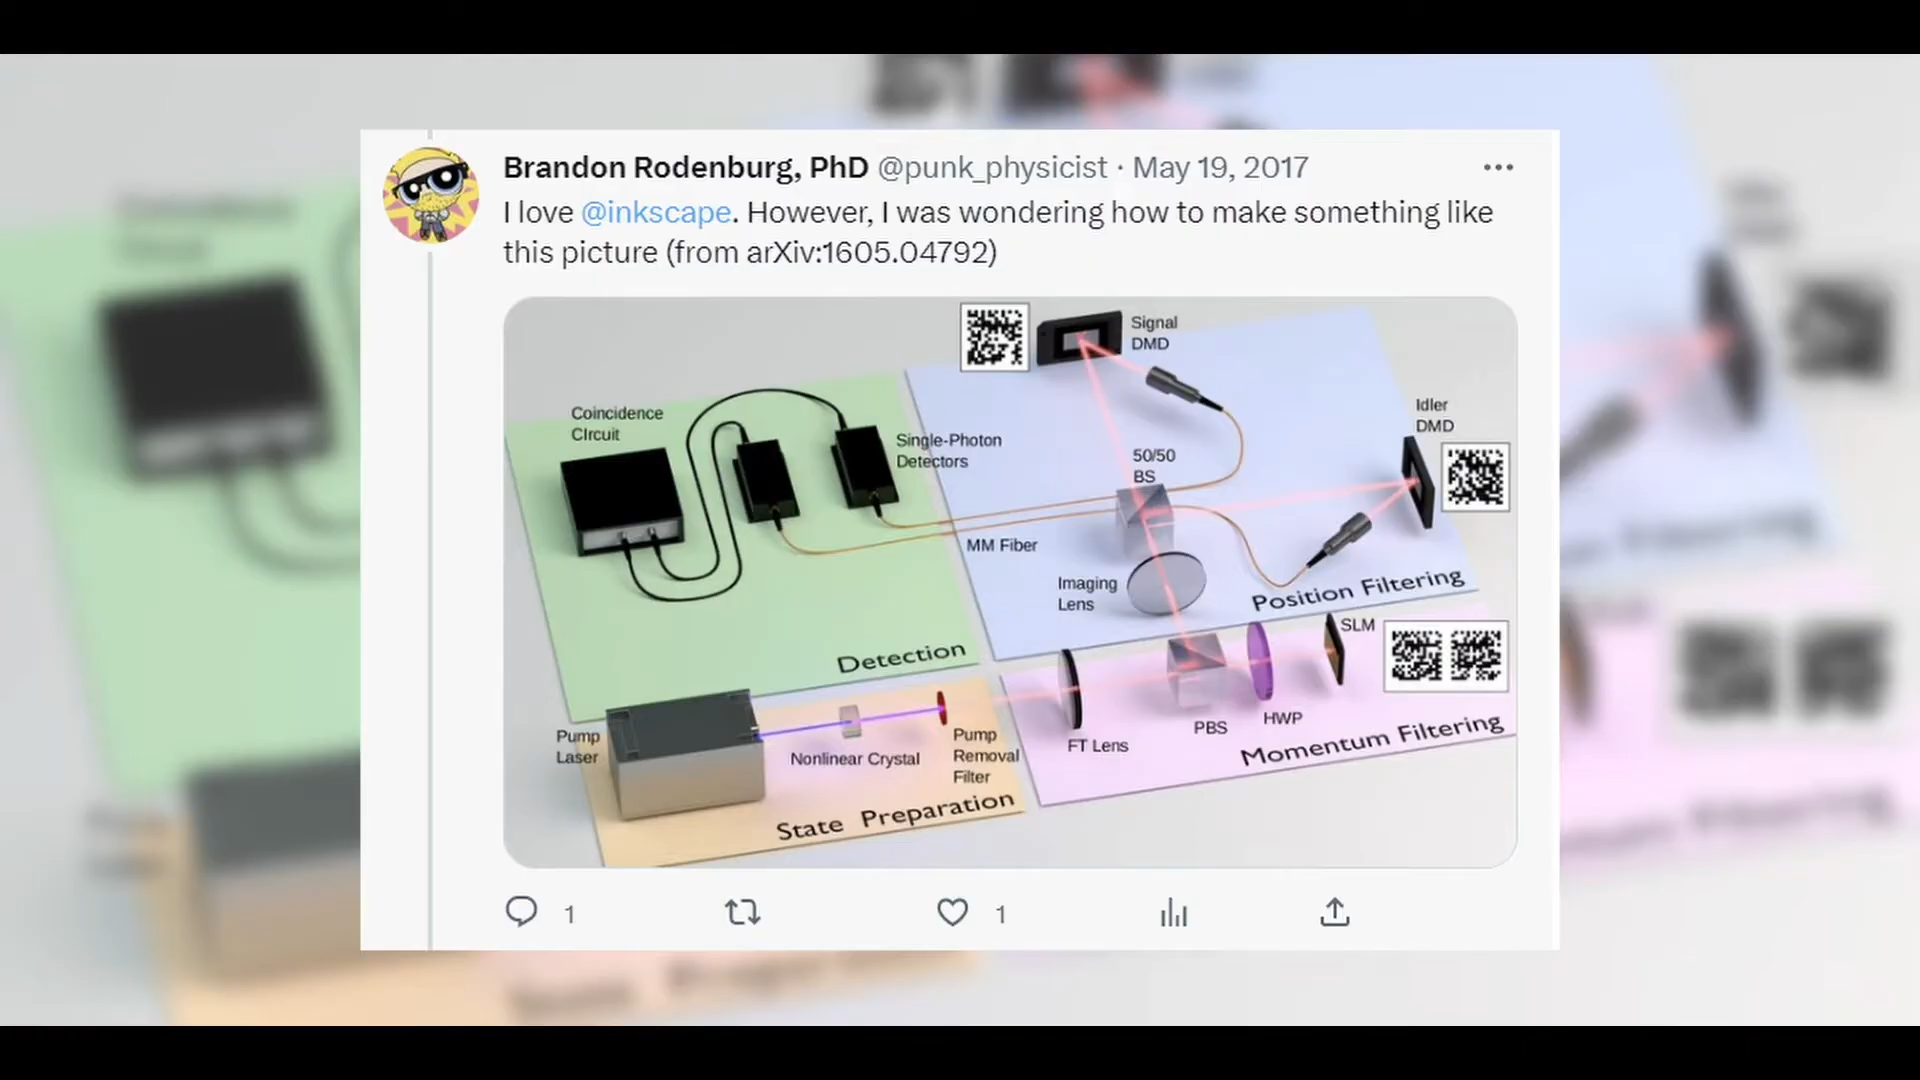 Brandon Rodenburg, PhD @punk_physicist · May 19, 2017
I love @inkscape. However, I was wondering how to make something like
this picture (from arXiv:1605.04792)
Signal
DMD
Idler
DMD
Coincidence
CIrcuit
Single-Photon
Detectors
50/50
BS
MM Fiber
Imaging
Lens
Position Filtering
SLM
Detection
Pump
Laser
Nonlinear Crystal
Pump
Removal
Filter
FT Lens
PBS
HWP
Momentum Filtering
State Preparation
1
1